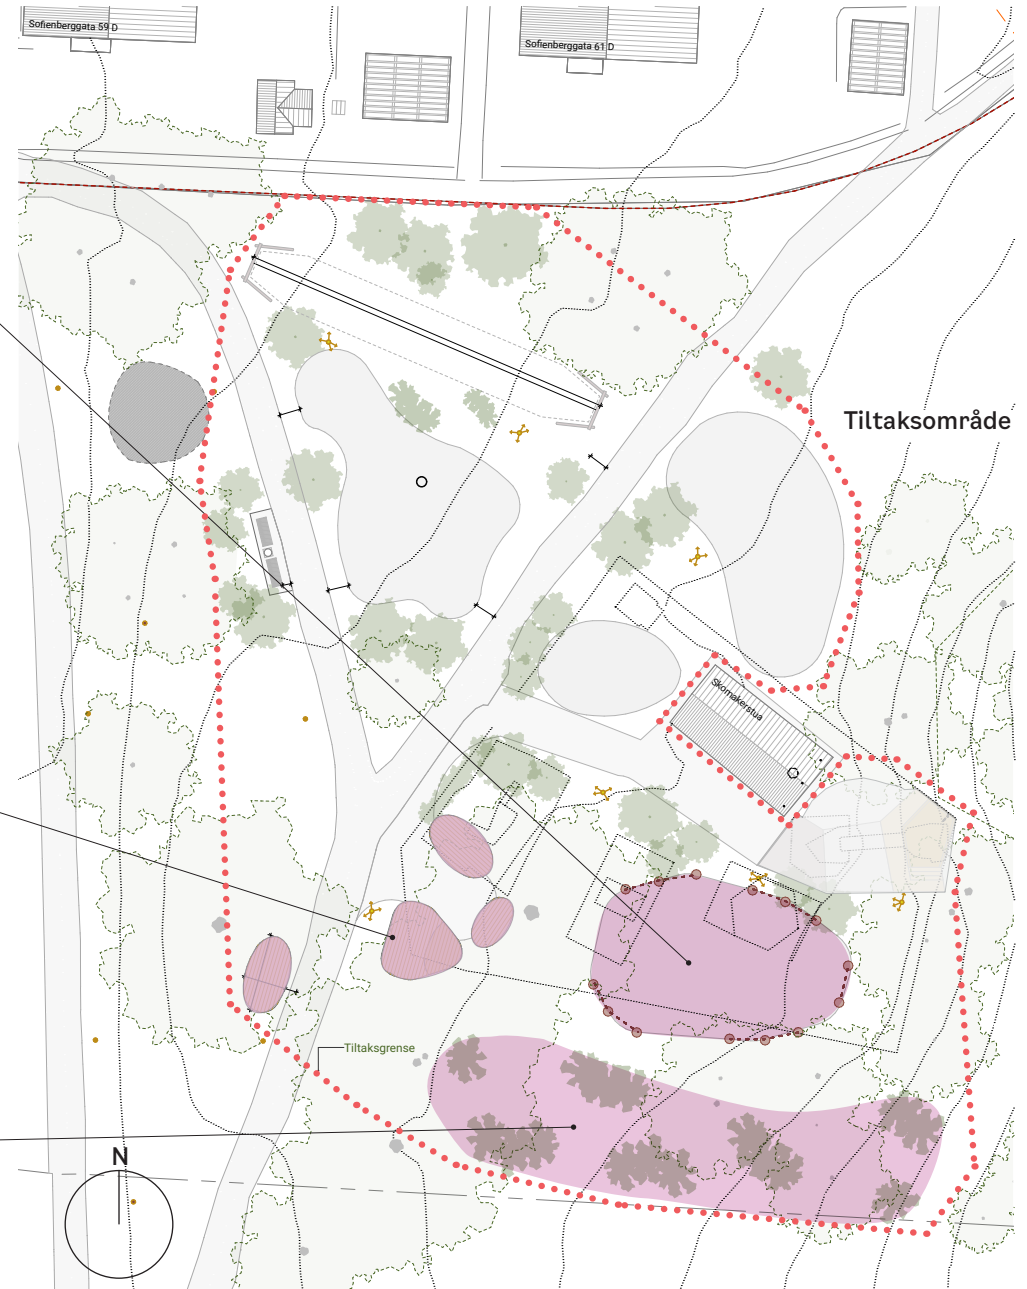 Sofienberggata 59 D
Sofienberggata 61 D
Tiltaksområde
Skomakerstua
Tiltaksgrense
N